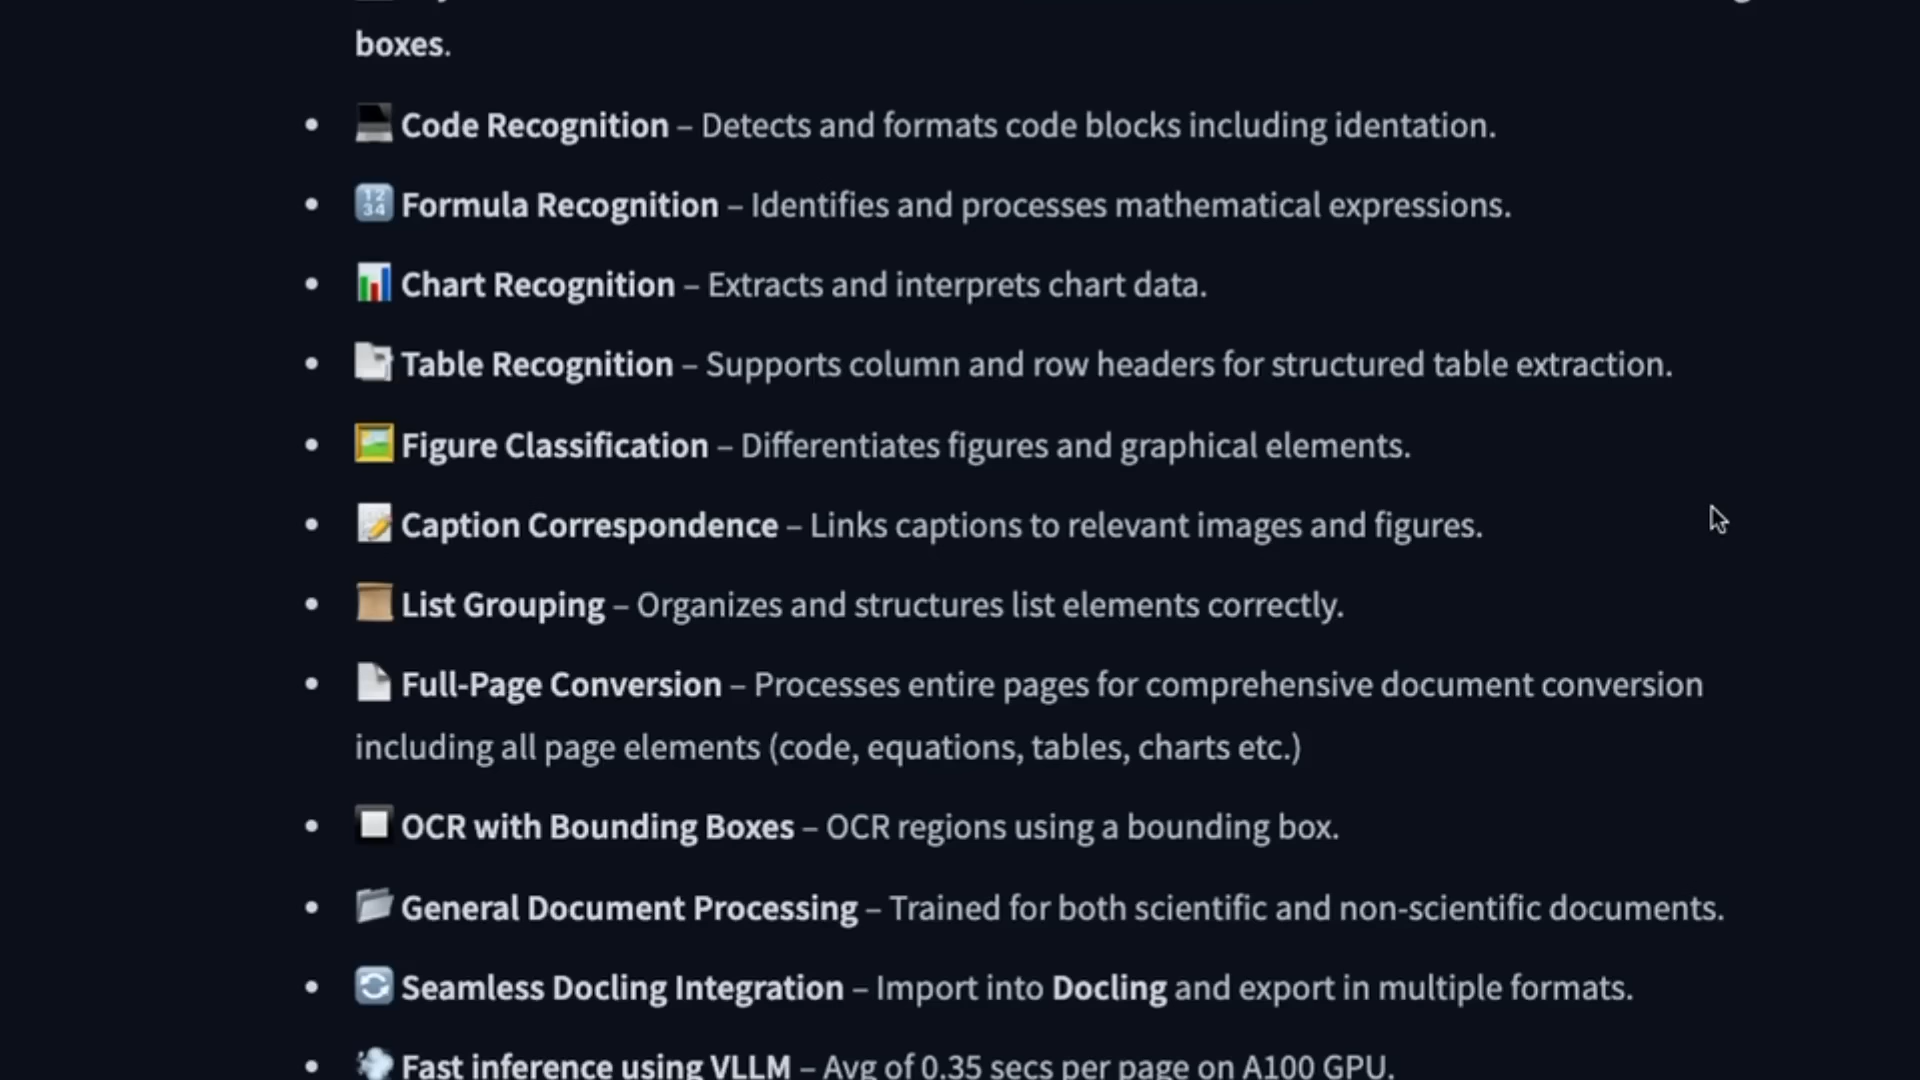 boxes.
• Code Recognition – Detects and formats code blocks including identation.
• Formula Recognition – Identifies and processes mathematical expressions.
• Chart Recognition – Extracts and interprets chart data.
• Table Recognition – Supports column and row headers for structured table extraction.
• Figure Classification – Differentiates figures and graphical elements.
• Caption Correspondence – Links captions to relevant images and figures.
• List Grouping – Organizes and structures list elements correctly.
• Full-Page Conversion – Processes entire pages for comprehensive document conversion
including all page elements (code, equations, tables, charts etc.)
• OCR with Bounding Boxes – OCR regions using a bounding box.
• General Document Processing – Trained for both scientific and non-scientific documents.
• Seamless Docling Integration – Import into Docling and export in multiple formats.
• Fast inference using VLLM – Avg of 0.35 secs per page on A100 GPU.